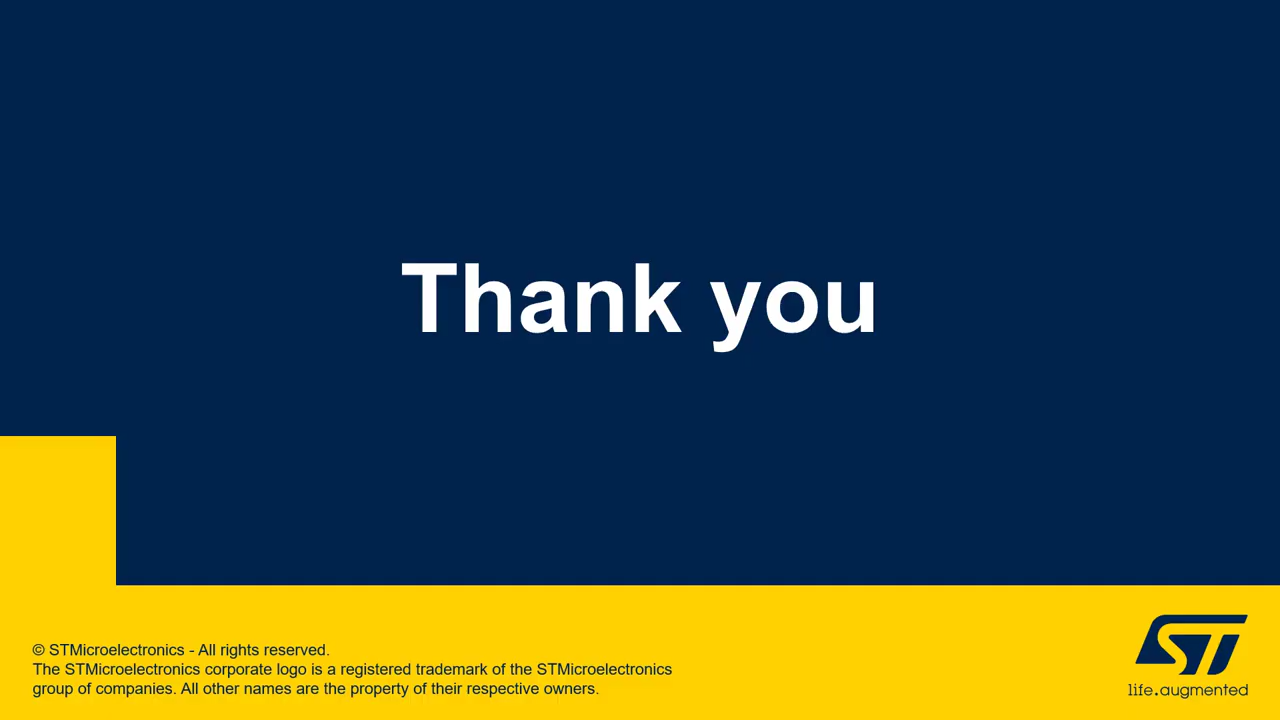 Thank you
© STMicroelectronics - All rights reserved.
The STMicroelectronics corporate logo is a registered trademark of the STMicroelectronics
group of companies. All other names are the property of their respective owners.
ST
life.augmented